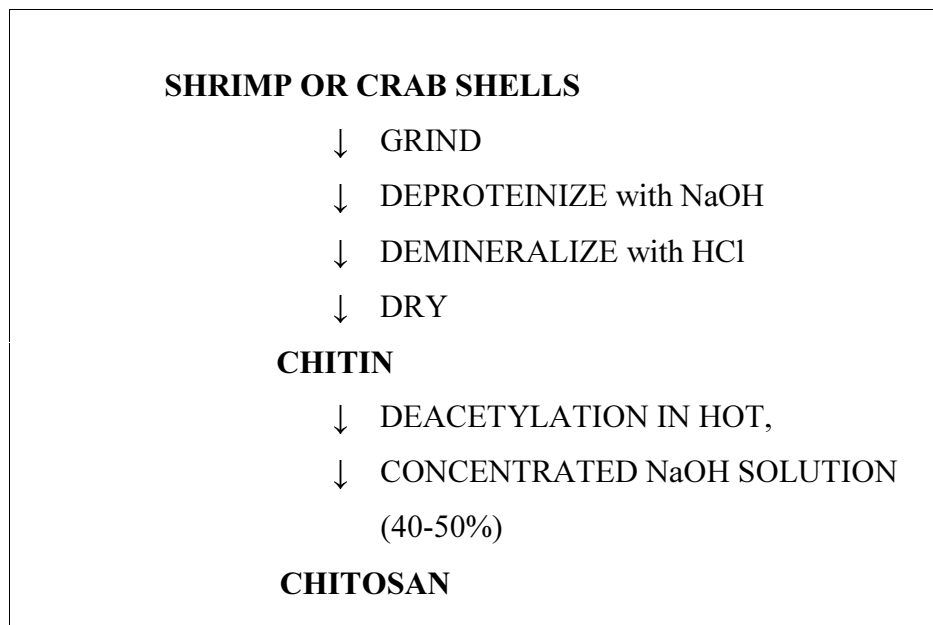 SHRIMP OR CRAB SHELLS
↓ GRIND
↓ DEPROTEINIZE with NaOH
↓ DEMINERALIZE with HCl
↓ DRY
CHITIN
↓ DEACETYLATION IN HOT,
↓ CONCENTRATED NaOH SOLUTION
(40-50%)
CHITOSAN